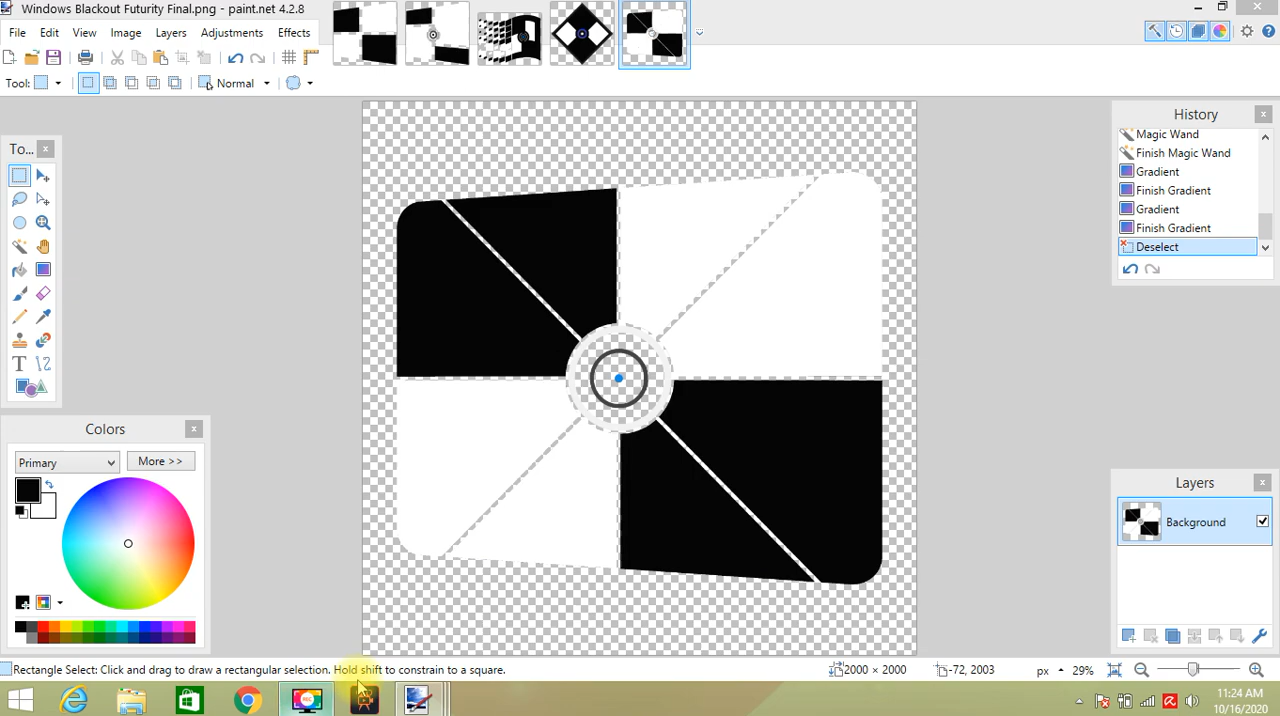 Windows Blackout Futurity Final.png - paint.net 4.2.8
File Edit View Image Layers Adjustments Effects
Tool: Normal
To...
History
Magic Wand
Finish Magic Wand
Gradient
Finish Gradient
Gradient
Finish Gradient
Deselect
Colors
Primary More >>
Layers
Background
Rectangle Select: Click and drag to draw a rectangular selection. Hold shift to constrain to a square. 2000 × 2000 -72, 2003 px 29%
11:24 AM
10/16/2020